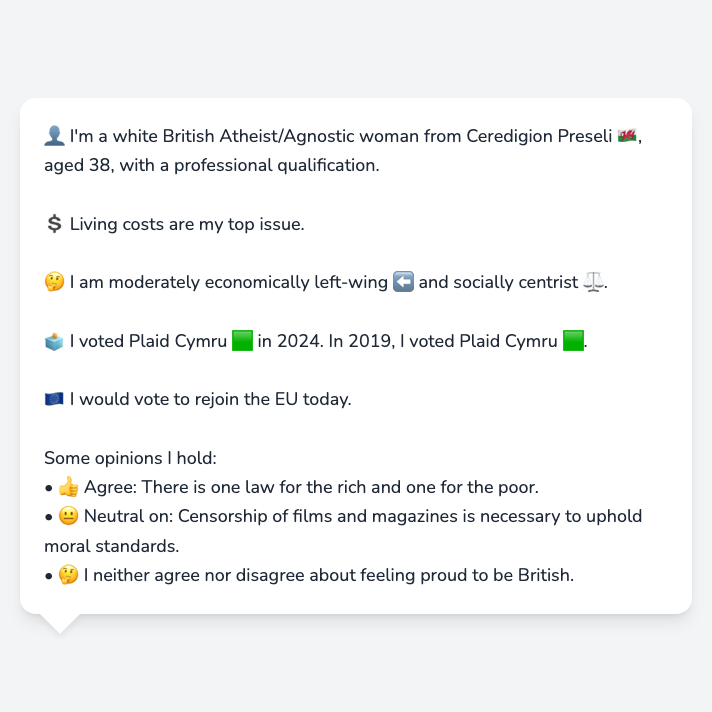 👤 I'm a white British Atheist/Agnostic woman from Ceredigion Preseli 🏴󠁧󠁢󠁷󠁬󠁳󠁿,
aged 38, with a professional qualification.
💲 Living costs are my top issue.
🤔 I am moderately economically left-wing ⬅️ and socially centrist ⚖️.
🗳️ I voted Plaid Cymru 🟩 in 2024. In 2019, I voted Plaid Cymru 🟩.
🇪🇺 I would vote to rejoin the EU today.
Some opinions I hold:
• 👍 Agree: There is one law for the rich and one for the poor.
• 😐 Neutral on: Censorship of films and magazines is necessary to uphold
moral standards.
• 🤔 I neither agree nor disagree about feeling proud to be British.